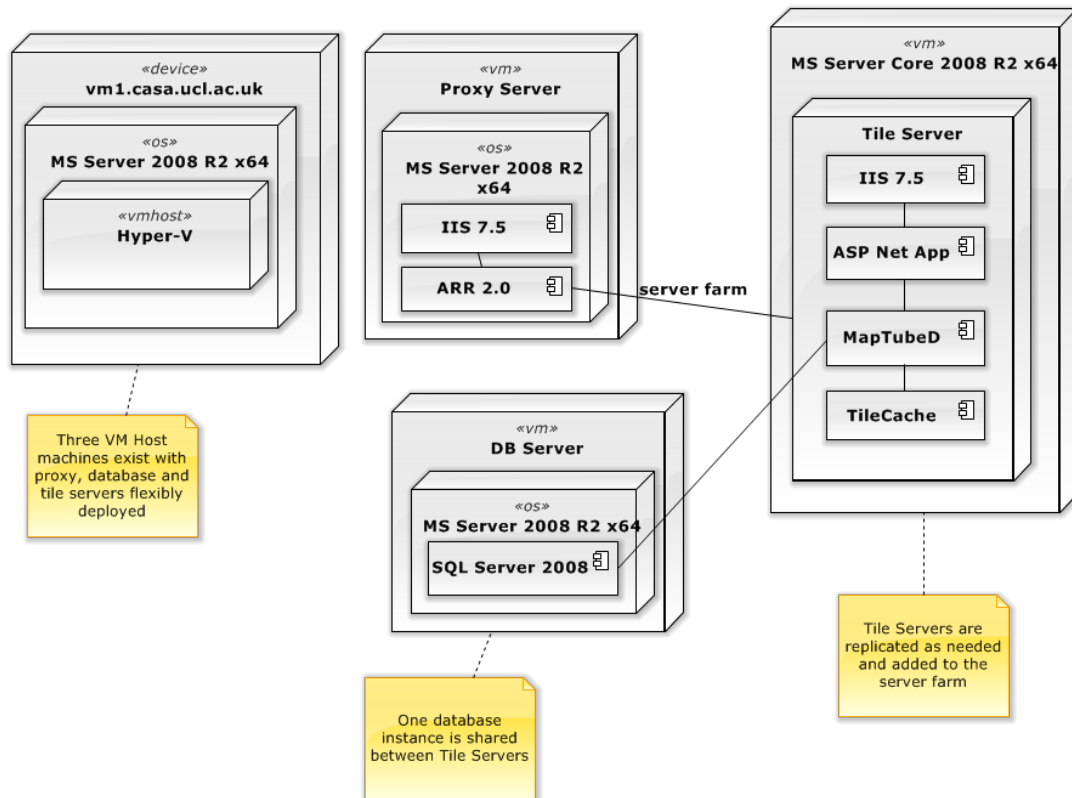 «device»
vm1.casa.ucl.ac.uk
«os»
MS Server 2008 R2 x64
«vmhost»
Hyper-V
Three VM Host
machines exist with
proxy, database and
tile servers flexibly
deployed
«vm»
Proxy Server
«os»
MS Server 2008 R2
x64
IIS 7.5
ARR 2.0
server farm
«vm»
MS Server Core 2008 R2 x64
Tile Server
IIS 7.5
ASP Net App
MapTubeD
TileCache
«vm»
DB Server
«os»
MS Server 2008 R2 x64
SQL Server 2008
One database
instance is shared
between Tile Servers
Tile Servers are
replicated as needed
and added to the
server farm